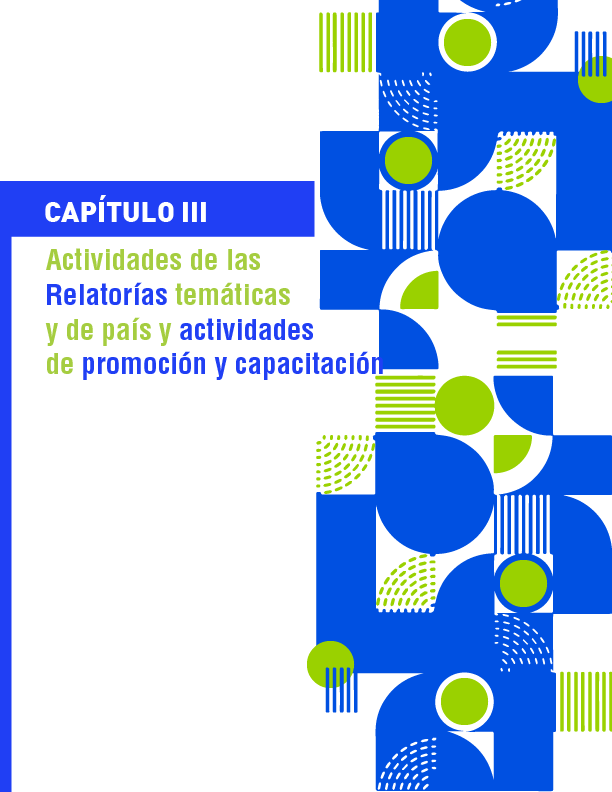 CAPÍTULO III
Actividades de las
Relatorías temáticas
y de país y actividades
de promoción y capacitación